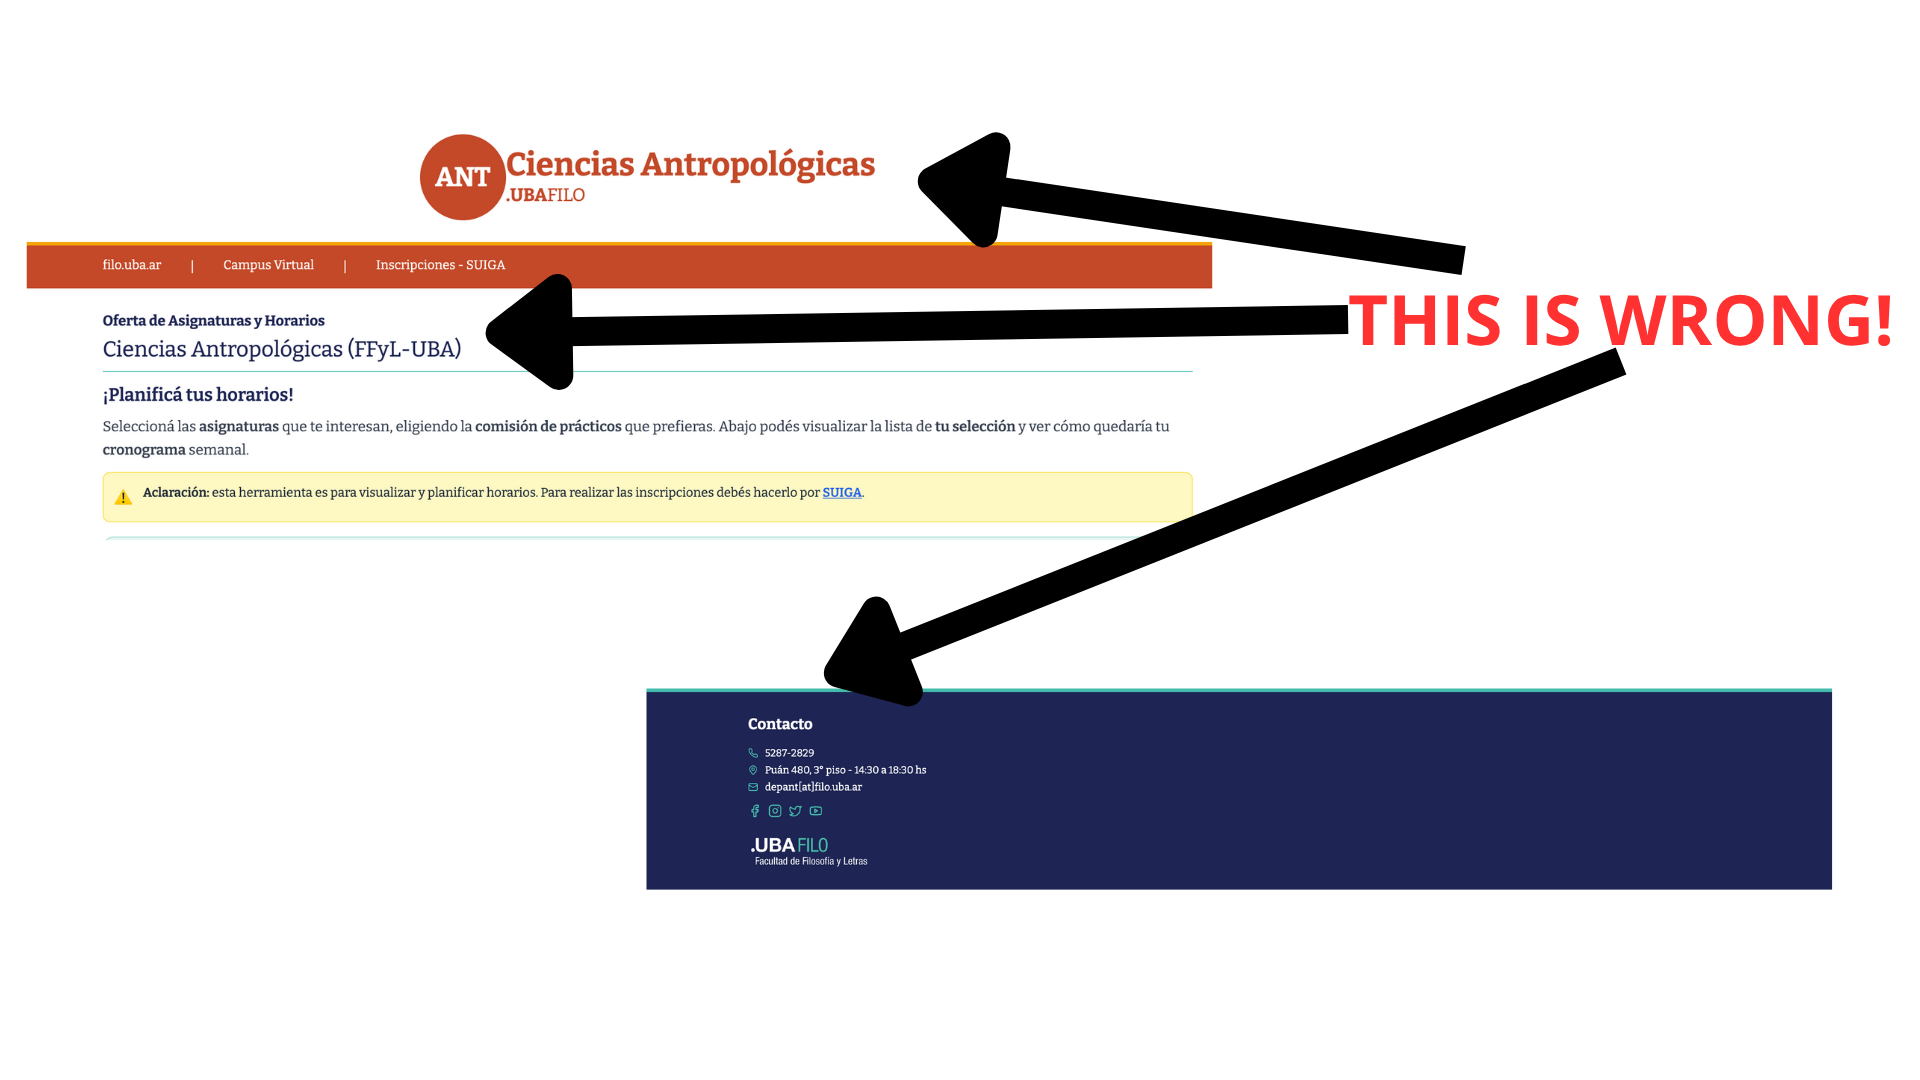 ANT
Ciencias Antropológicas
.UBAFILO
filo.uba.ar | Campus Virtual | Inscripciones - SUIGA
THIS IS WRONG!
Oferta de Asignaturas y Horarios
Ciencias Antropológicas (FFyL-UBA)
¡Planificá tus horarios!
Seleccioná las asignaturas que te interesan, eligiendo la comisión de prácticos que prefieras. Abajo podés visualizar la lista de tu selección y ver cómo quedaría tu
cronograma semanal.
Aclaración: esta herramienta es para visualizar y planificar horarios. Para realizar las inscripciones debés hacerlo por SUIGA.
Contacto
5287-2829
Puán 480, 3° piso - 14:30 a 18:30 hs
depant[at]filo.uba.ar
.UBAFILO
Facultad de Filosofía y Letras